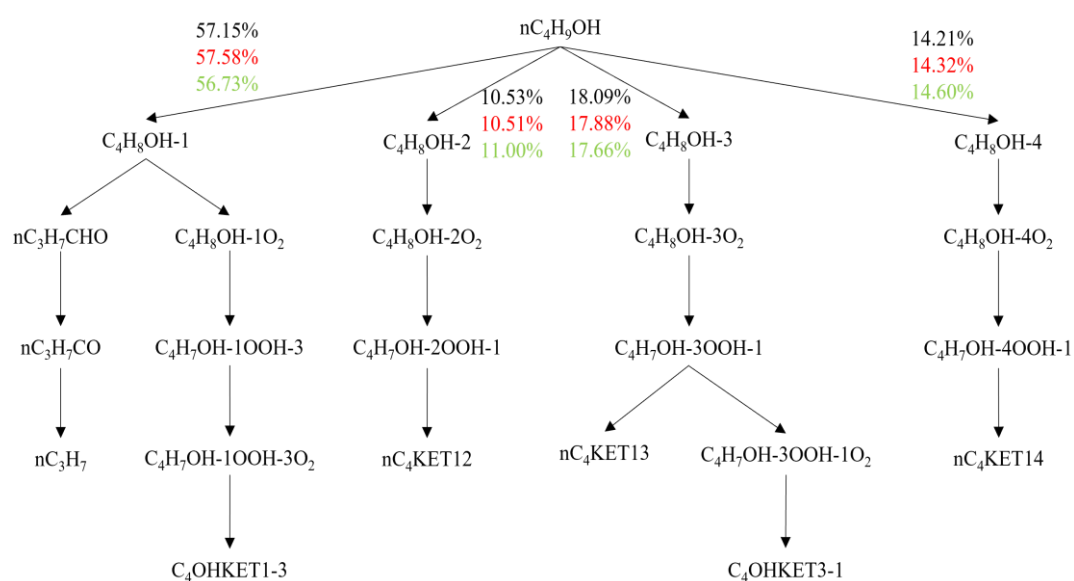 nC₄H₉OH
57.15%
57.58%
56.73%
10.53%
10.51%
11.00%
18.09%
17.88%
17.66%
14.21%
14.32%
14.60%
C₄H₈OH-1
C₄H₈OH-2
C₄H₈OH-3
C₄H₈OH-4
nC₃H₇CHO
C₄H₈OH-1O₂
C₄H₈OH-2O₂
C₄H₈OH-3O₂
C₄H₈OH-4O₂
nC₃H₇CO
C₄H₇OH-1OOH-3
C₄H₇OH-2OOH-1
C₄H₇OH-3OOH-1
C₄H₇OH-4OOH-1
nC₃H₇
C₄H₇OH-1OOH-3O₂
nC₄KET12
nC₄KET13
C₄H₇OH-3OOH-1O₂
nC₄KET14
C₄OHKET1-3
C₄OHKET3-1